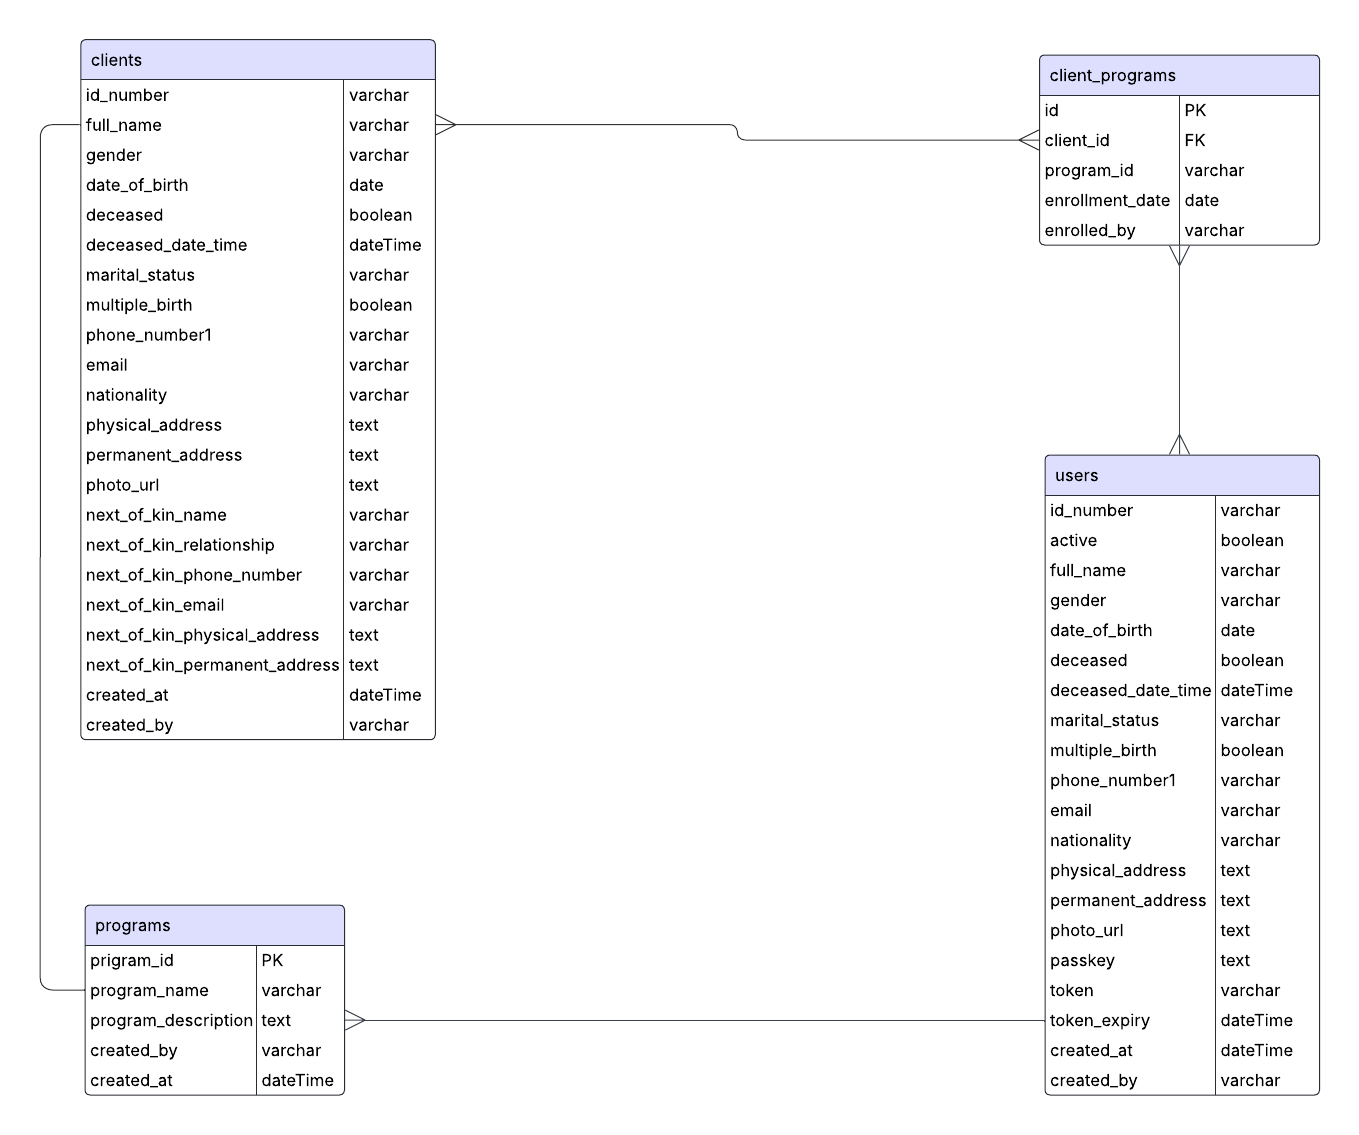 clients
id_number varchar
full_name varchar
gender varchar
date_of_birth date
deceased boolean
deceased_date_time dateTime
marital_status varchar
multiple_birth boolean
phone_number1 varchar
email varchar
nationality varchar
physical_address text
permanent_address text
photo_url text
next_of_kin_name varchar
next_of_kin_relationship varchar
next_of_kin_phone_number varchar
next_of_kin_email varchar
next_of_kin_physical_address text
next_of_kin_permanent_address text
created_at dateTime
created_by varchar
client_programs
id PK
client_id FK
program_id varchar
enrollment_date date
enrolled_by varchar
users
id_number varchar
active boolean
full_name varchar
gender varchar
date_of_birth date
deceased boolean
deceased_date_time dateTime
marital_status varchar
multiple_birth boolean
phone_number1 varchar
email varchar
nationality varchar
physical_address text
permanent_address text
photo_url text
passkey text
token varchar
token_expiry dateTime
created_at dateTime
created_by varchar
programs
prigram_id PK
program_name varchar
program_description text
created_by varchar
created_at dateTime